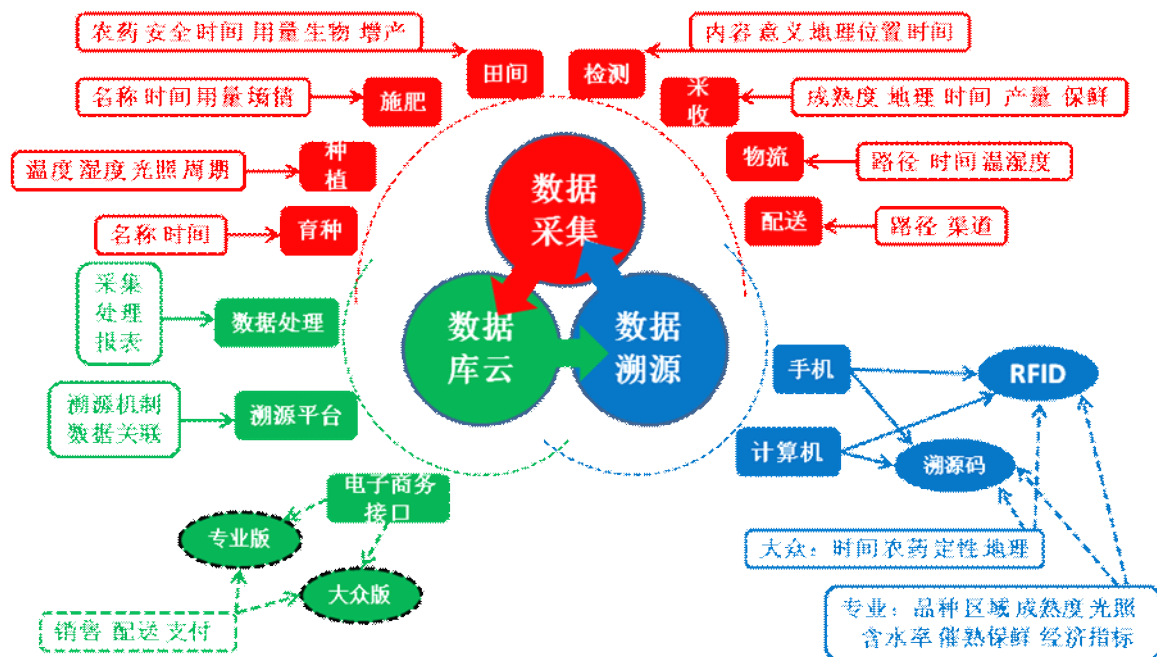 农药 安全 时间 用量 生物 增产
内容 意义 地理位置 时间
田间
检测
施肥
名称 时间 用量 场销
采
收
成熟度 地理 时间 产量 保鲜
种
植
温度 湿度 光照 周期
物流
路径 时间 温湿度
育种
名称 时间
配送
路径 渠道
数据
采集
数据
库云
数据
溯源
采集
处理
报表
数据处理
溯源机制
数据关联
溯源平台
电子商务
接口
专业版
大众版
销售 配送 支付
手机
RFID
计算机
溯源码
大众：时间 农药 定性 地理
专业：品种 区域 成熟度 光照
含水率 催熟 保鲜 经济指标